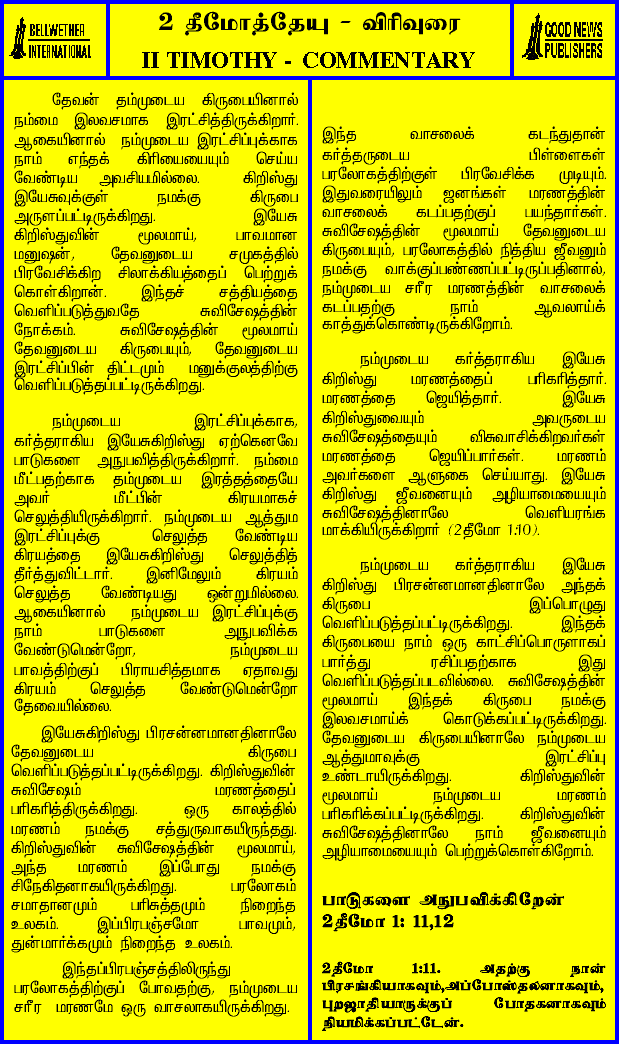 BELLWETHER
INTERNATIONAL
2 தீமோத்தேயு - விரிவுரை
II TIMOTHY - COMMENTARY
GOOD NEWS
PUBLISHERS
தேவன் தம்முடைய கிருபையினால்
நம்மை இலவசமாக இரட்சித்திருக்கிறார்.
ஆகையினால் நம்முடைய இரட்சிப்புக்காக
நாம் எந்தக் கிரியையையும் செய்ய
வேண்டிய அவசியமில்லை. கிறிஸ்து
இயேசுவுக்குள் நமக்கு கிருபை
அருளப்பட்டிருக்கிறது. இயேசு
கிறிஸ்துவின் மூலமாய், பாவமான
மனுஷன், தேவனுடைய சமுகத்தில்
பிரவேசிக்கிற சிலாக்கியத்தைப் பெற்றுக்
கொள்கிறான். இந்தச் சத்தியத்தை
வெளிப்படுத்துவதே சுவிசேஷத்தின்
நோக்கம். சுவிசேஷத்தின் மூலமாய்
தேவனுடைய கிருபையும், தேவனுடைய
இரட்சிப்பின் திட்டமும் மனுக்குலத்திற்கு
வெளிப்படுத்தப்பட்டிருக்கிறது.
நம்முடைய இரட்சிப்புக்காக,
கர்த்தராகிய இயேசுகிறிஸ்து ஏற்கெனவே
பாடுகளை அநுபவித்திருக்கிறார். நம்மை
மீட்பதற்காக தம்முடைய இரத்தத்தையே
அவர் மீட்பின் கிரயமாகச்
செலுத்தியிருக்கிறார். நம்முடைய ஆத்தும
இரட்சிப்புக்கு செலுத்த வேண்டிய
கிரயத்தை இயேசுகிறிஸ்து செலுத்தித்
தீர்த்துவிட்டார். இனிமேலும் கிரயம்
செலுத்த வேண்டியது ஒன்றுமில்லை.
ஆகையினால் நம்முடைய இரட்சிப்புக்கு
நாம் பாடுகளை அநுபவிக்க
வேண்டுமென்றோ, நம்முடைய
பாவத்திற்குப் பிராயசித்தமாக ஏதாவது
கிரயம் செலுத்த வேண்டுமென்றோ
தேவையில்லை.
இயேசுகிறிஸ்து பிரசன்னமானதினாலே
தேவனுடைய கிருபை
வெளிப்படுத்தப்பட்டிருக்கிறது. கிறிஸ்துவின்
சுவிசேஷம் மரணத்தைப்
பரிகரித்திருக்கிறது. ஒரு காலத்தில்
மரணம் நமக்கு சத்துருவாகயிருந்தது.
கிறிஸ்துவின் சுவிசேஷத்தின் மூலமாய்,
அந்த மரணம் இப்போது நமக்கு
சிநேகிதனாகயிருக்கிறது. பரலோகம்
சமாதானமும் பரிசுத்தமும் நிறைந்த
உலகம். இப்பிரபஞ்சமோ பாவமும்,
துன்மார்க்கமும் நிறைந்த உலகம்.
இந்தப்பிரபஞ்சத்திலிருந்து
பரலோகத்திற்குப் போவதற்கு, நம்முடைய
சரீர மரணமே ஒரு வாசலாகயிருக்கிறது.
இந்த வாசலைக் கடந்துதான்
கர்த்தருடைய பிள்ளைகள்
பரலோகத்திற்குள் பிரவேசிக்க முடியும்.
இதுவரையிலும் ஜனங்கள் மரணத்தின்
வாசலைக் கடப்பதற்குப் பயந்தார்கள்.
சுவிசேஷத்தின் மூலமாய் தேவனுடைய
கிருபையும், பரலோகத்தில் நித்திய ஜீவனும்
நமக்கு வாக்குப்பண்ணப்பட்டிருப்பதினால்,
நம்முடைய சரீர மரணத்தின் வாசலைக்
கடப்பதற்கு நாம் ஆவலாய்க்
காத்துக்கொண்டிருக்கிறோம்.
நம்முடைய கர்த்தராகிய இயேசு
கிறிஸ்து மரணத்தைப் பரிகரித்தார்.
மரணத்தை ஜெயித்தார். இயேசு
கிறிஸ்துவையும் அவருடைய
சுவிசேஷத்தையும் விசுவாசிக்கிறவர்கள்
மரணத்தை ஜெயிப்பார்கள். மரணம்
அவர்களை ஆளுகை செய்யாது. இயேசு
கிறிஸ்து ஜீவனையும் அழியாமையையும்
சுவிசேஷத்தினாலே வெளியரங்க
மாக்கியிருக்கிறார் (2தீமோ 1:10).
நம்முடைய கர்த்தராகிய இயேசு
கிறிஸ்து பிரசன்னமானதினாலே அந்தக்
கிருபை இப்பொழுது
வெளிப்படுத்தப்பட்டிருக்கிறது. இந்தக்
கிருபையை நாம் ஒரு காட்சிப்பொருளாகப்
பார்த்து ரசிப்பதற்காக இது
வெளிப்படுத்தப்படவில்லை. சுவிசேஷத்தின்
மூலமாய் இந்தக் கிருபை நமக்கு
இலவசமாய்க் கொடுக்கப்பட்டிருக்கிறது.
தேவனுடைய கிருபையினாலே நம்முடைய
ஆத்துமாவுக்கு இரட்சிப்பு
உண்டாயிருக்கிறது. கிறிஸ்துவின்
மூலமாய் நம்முடைய மரணம்
பரிகரிக்கப்பட்டிருக்கிறது. கிறிஸ்துவின்
சுவிசேஷத்தினாலே நாம் ஜீவனையும்
அழியாமையையும் பெற்றுக்கொள்கிறோம்.
பாடுகளை அநுபவிக்கிறேன்
2தீமோ 1: 11,12
2தீமோ 1:11. அதற்கு நான்
பிரசங்கியாகவும்,அப்போஸ்தலனாகவும்,
புறஜாதியாருக்குப் போதகனாகவும்
நியமிக்கப்பட்டேன்.